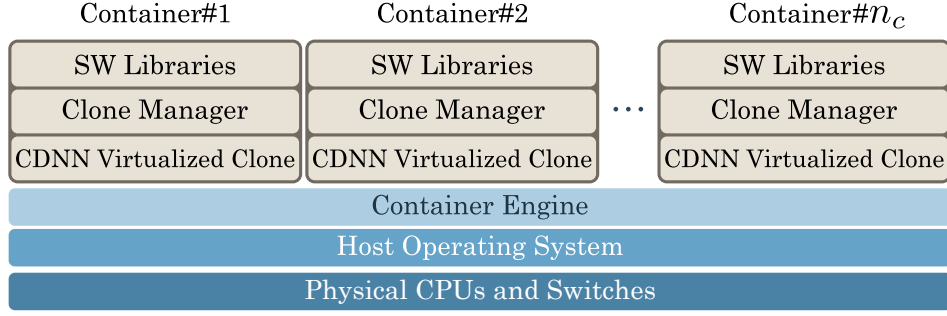 Container#1 Container#2 Container#n_c
SW Libraries SW Libraries SW Libraries
Clone Manager Clone Manager ... Clone Manager
CDNN Virtualized Clone CDNN Virtualized Clone CDNN Virtualized Clone
Container Engine
Host Operating System
Physical CPUs and Switches